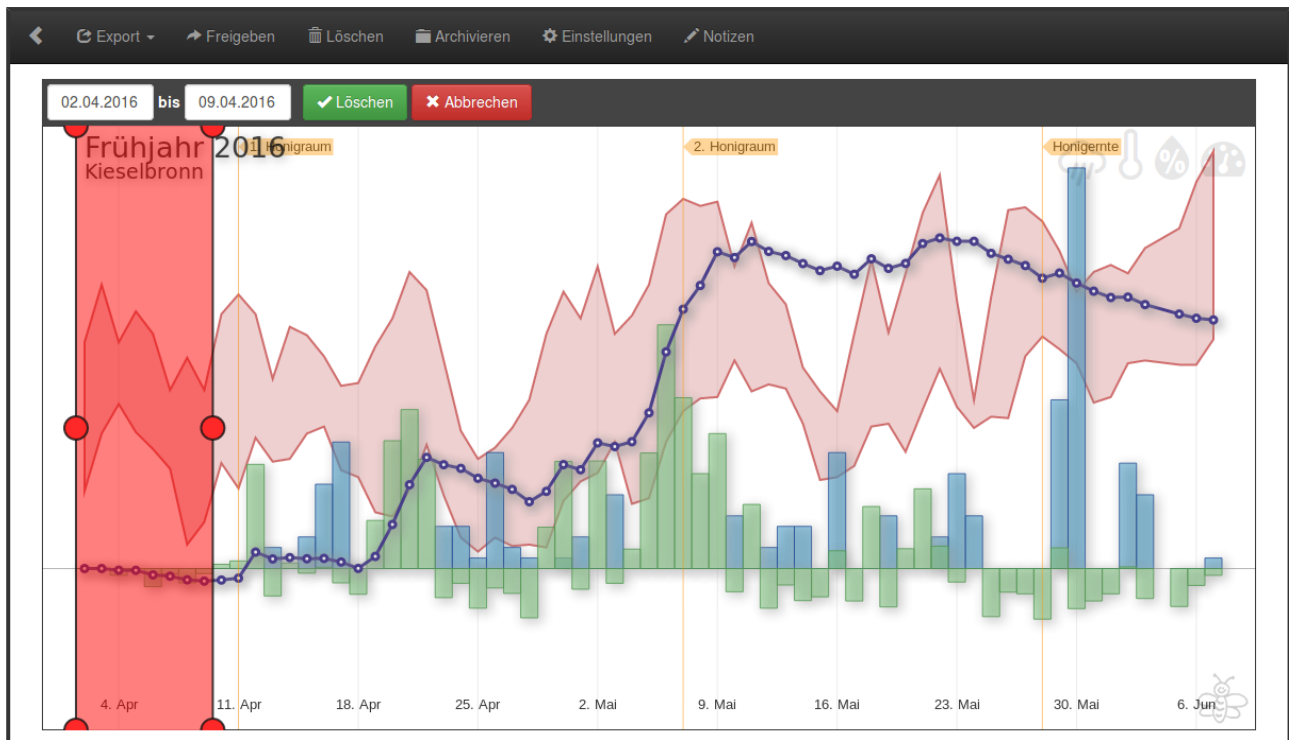 Export Freigeben Löschen Archivieren Einstellungen Notizen
02.04.2016 bis 09.04.2016 Löschen Abbrechen
Frühjahr 2016
Kieselbronn
1. Honigraum
2. Honigraum
Honigernte
%
4. Apr 11. Apr 18. Apr 25. Apr 2. Mai 9. Mai 16. Mai 23. Mai 30. Mai 6. Jun